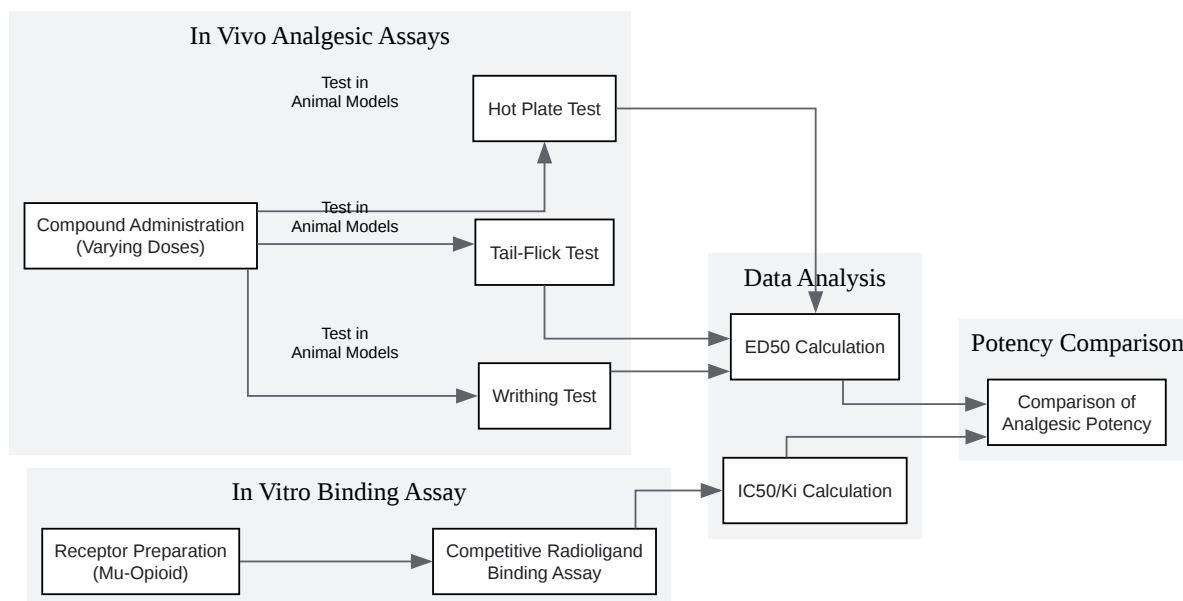 In Vivo Analgesic Assays
Test in
Animal Models
Hot Plate Test
Compound Administration
(Varying Doses)
Test in
Animal Models
Tail-Flick Test
Test in
Animal Models
Writhing Test
Data Analysis
ED50 Calculation
IC50/Ki Calculation
Potency Comparison
Comparison of
Analgesic Potency
In Vitro Binding Assay
Receptor Preparation
(Mu-Opioid)
Competitive Radioligand
Binding Assay